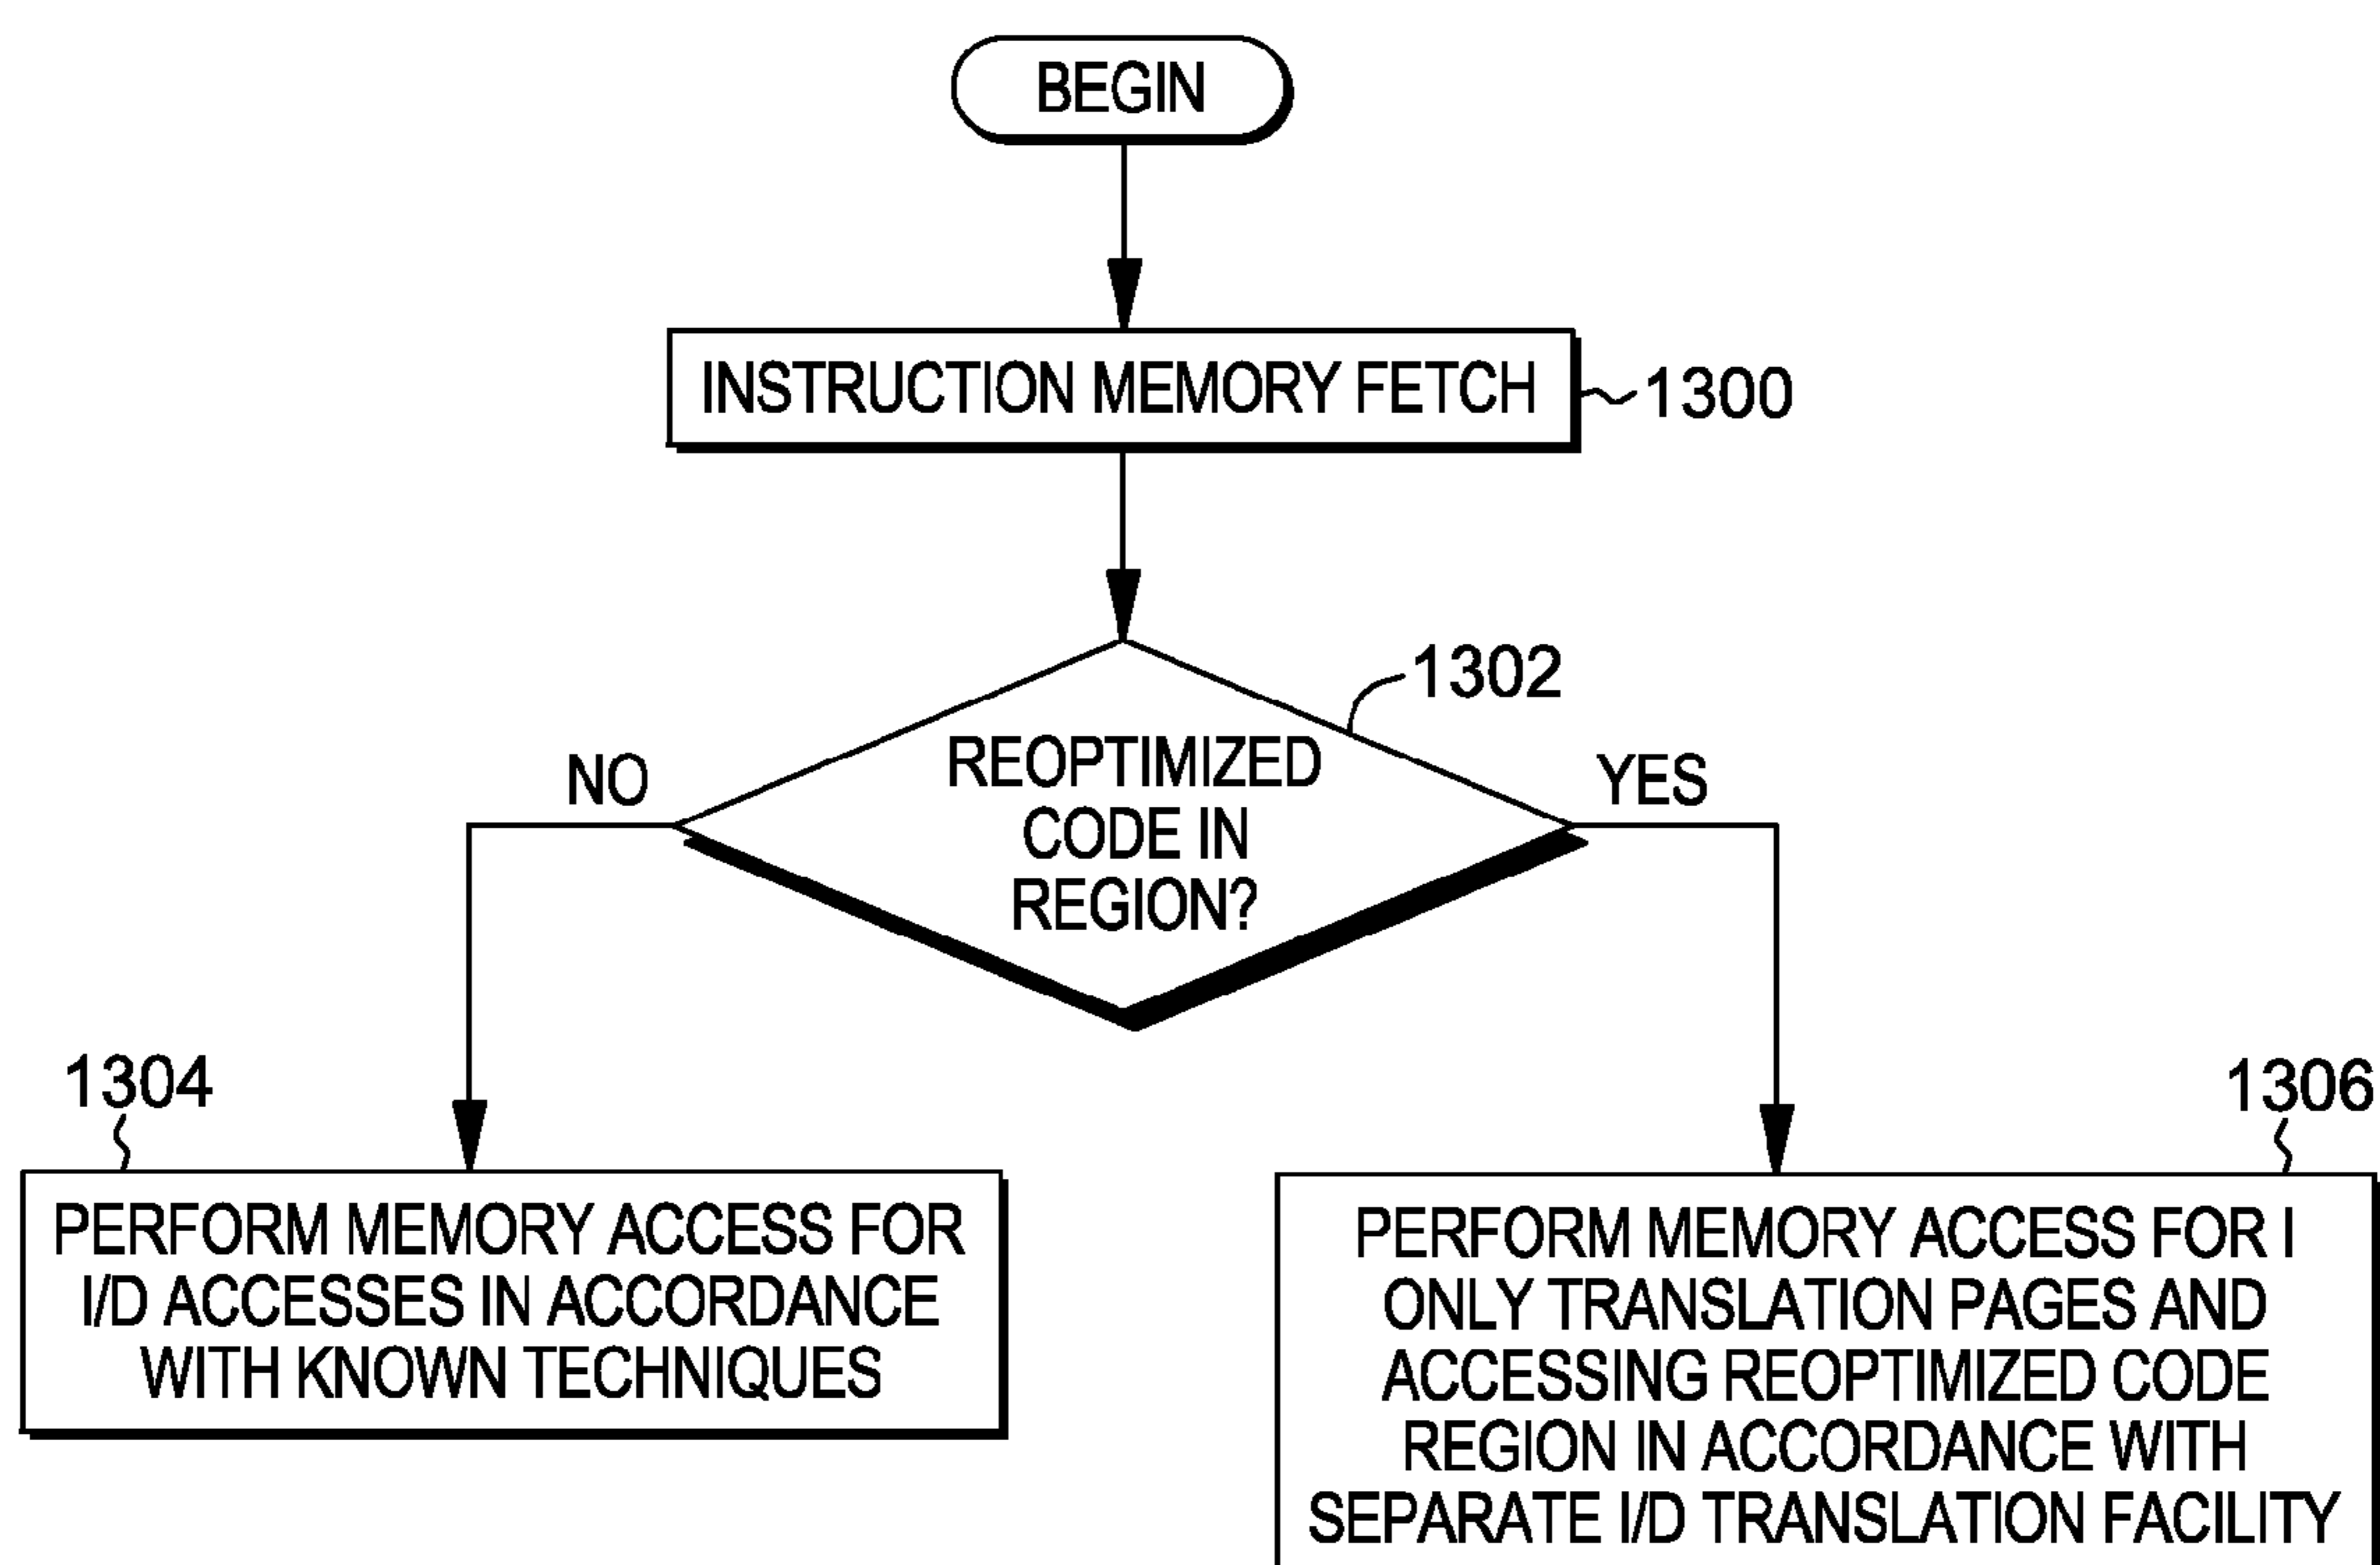 BEGIN
INSTRUCTION MEMORY FETCH
1300
1302
REOPTIMIZED
CODE IN
REGION?
NO
YES
1304
PERFORM MEMORY ACCESS FOR
I/D ACCESSES IN ACCORDANCE
WITH KNOWN TECHNIQUES
1306
PERFORM MEMORY ACCESS FOR I
ONLY TRANSLATION PAGES AND
ACCESSING REOPTIMIZED CODE
REGION IN ACCORDANCE WITH
SEPARATE I/D TRANSLATION FACILITY